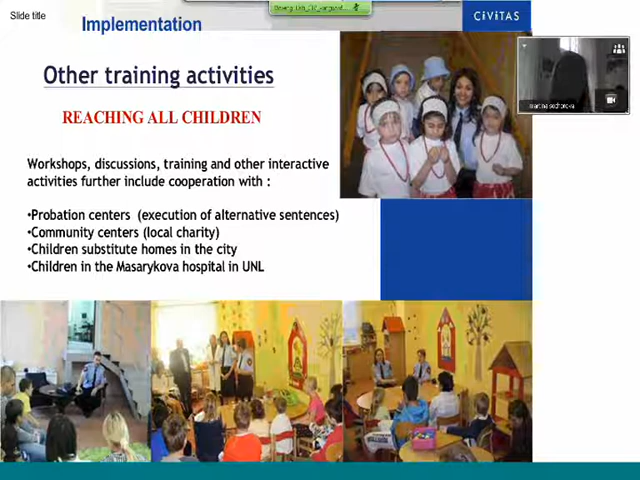 Slide title
Implementation
CiViTAS
Other training activities
REACHING ALL CHILDREN
Workshops, discussions, training and other interactive
activities further include cooperation with :
•Probation centers (execution of alternative sentences)
•Community centers (local charity)
•Children substitute homes in the city
•Children in the Masarykova hospital in UNL